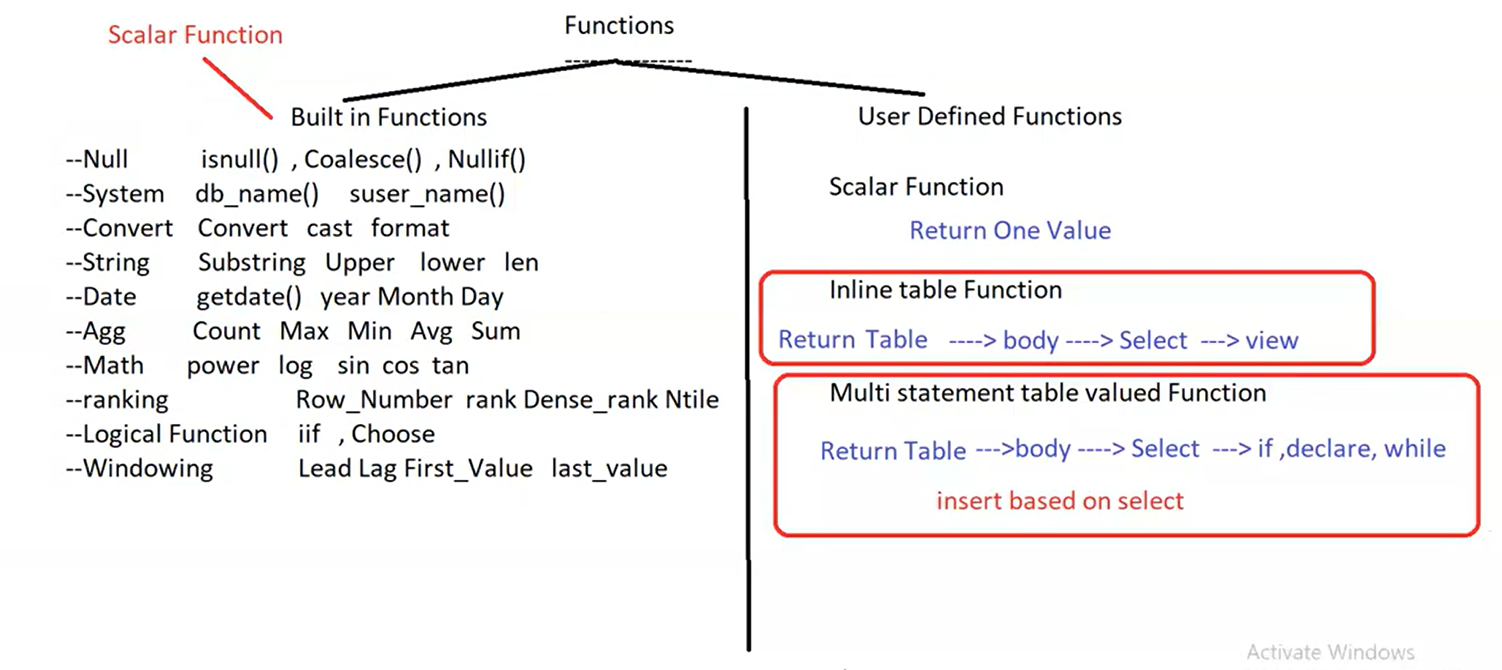 Functions
Scalar Function
-----------------
Built in Functions
--Null isnull() , Coalesce() , Nullif()
--System db_name() suser_name()
--Convert Convert cast format
--String Substring Upper lower len
--Date getdate() year Month Day
--Agg Count Max Min Avg Sum
--Math power log sin cos tan
--ranking Row_Number rank Dense_rank Ntile
--Logical Function iif , Choose
--Windowing Lead Lag First_Value last_value
User Defined Functions
Scalar Function
Return One Value
Inline table Function
Return Table ----> body ----> Select ---> view
Multi statement table valued Function
Return Table --->body ----> Select ---> if ,declare, while
insert based on select
Activate Windows